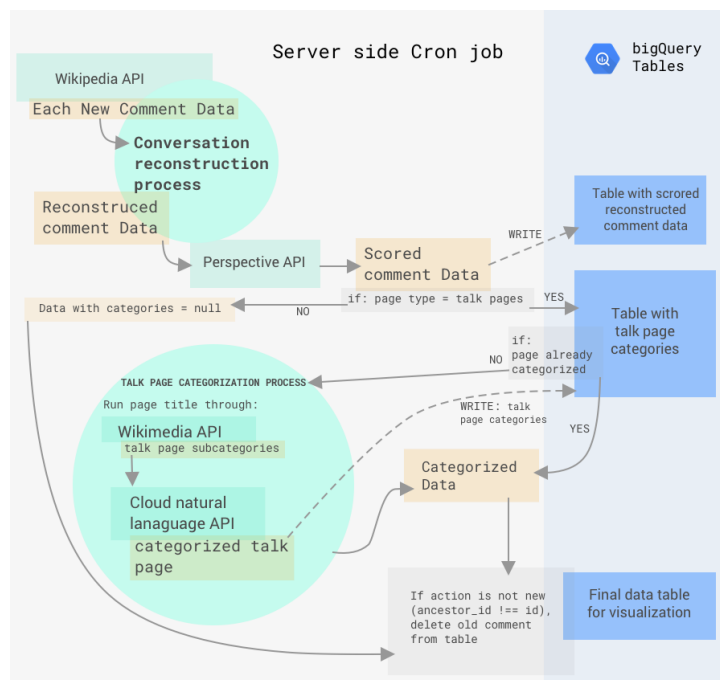 Server side Cron job
bigQuery
Tables
Wikipedia API
Each New Comment Data
Conversation
reconstruction
process
Reconstruced
comment Data
Perspective API
Scored
comment Data
WRITE
Table with scrored
reconstructed
comment data
Data with categories = null
NO
if: page type = talk pages
YES
Table with
talk page
categories
if:
page already
categorized
NO
TALK PAGE CATEGORIZATION PROCESS
Run page title through:
Wikimedia API
talk page subcategories
WRITE: talk
page categories
YES
Categorized
Data
Cloud natural
lanaguage API
categorized talk
page
If action is not new
(ancestor_id !== id),
delete old comment
from table
Final data table
for visualization